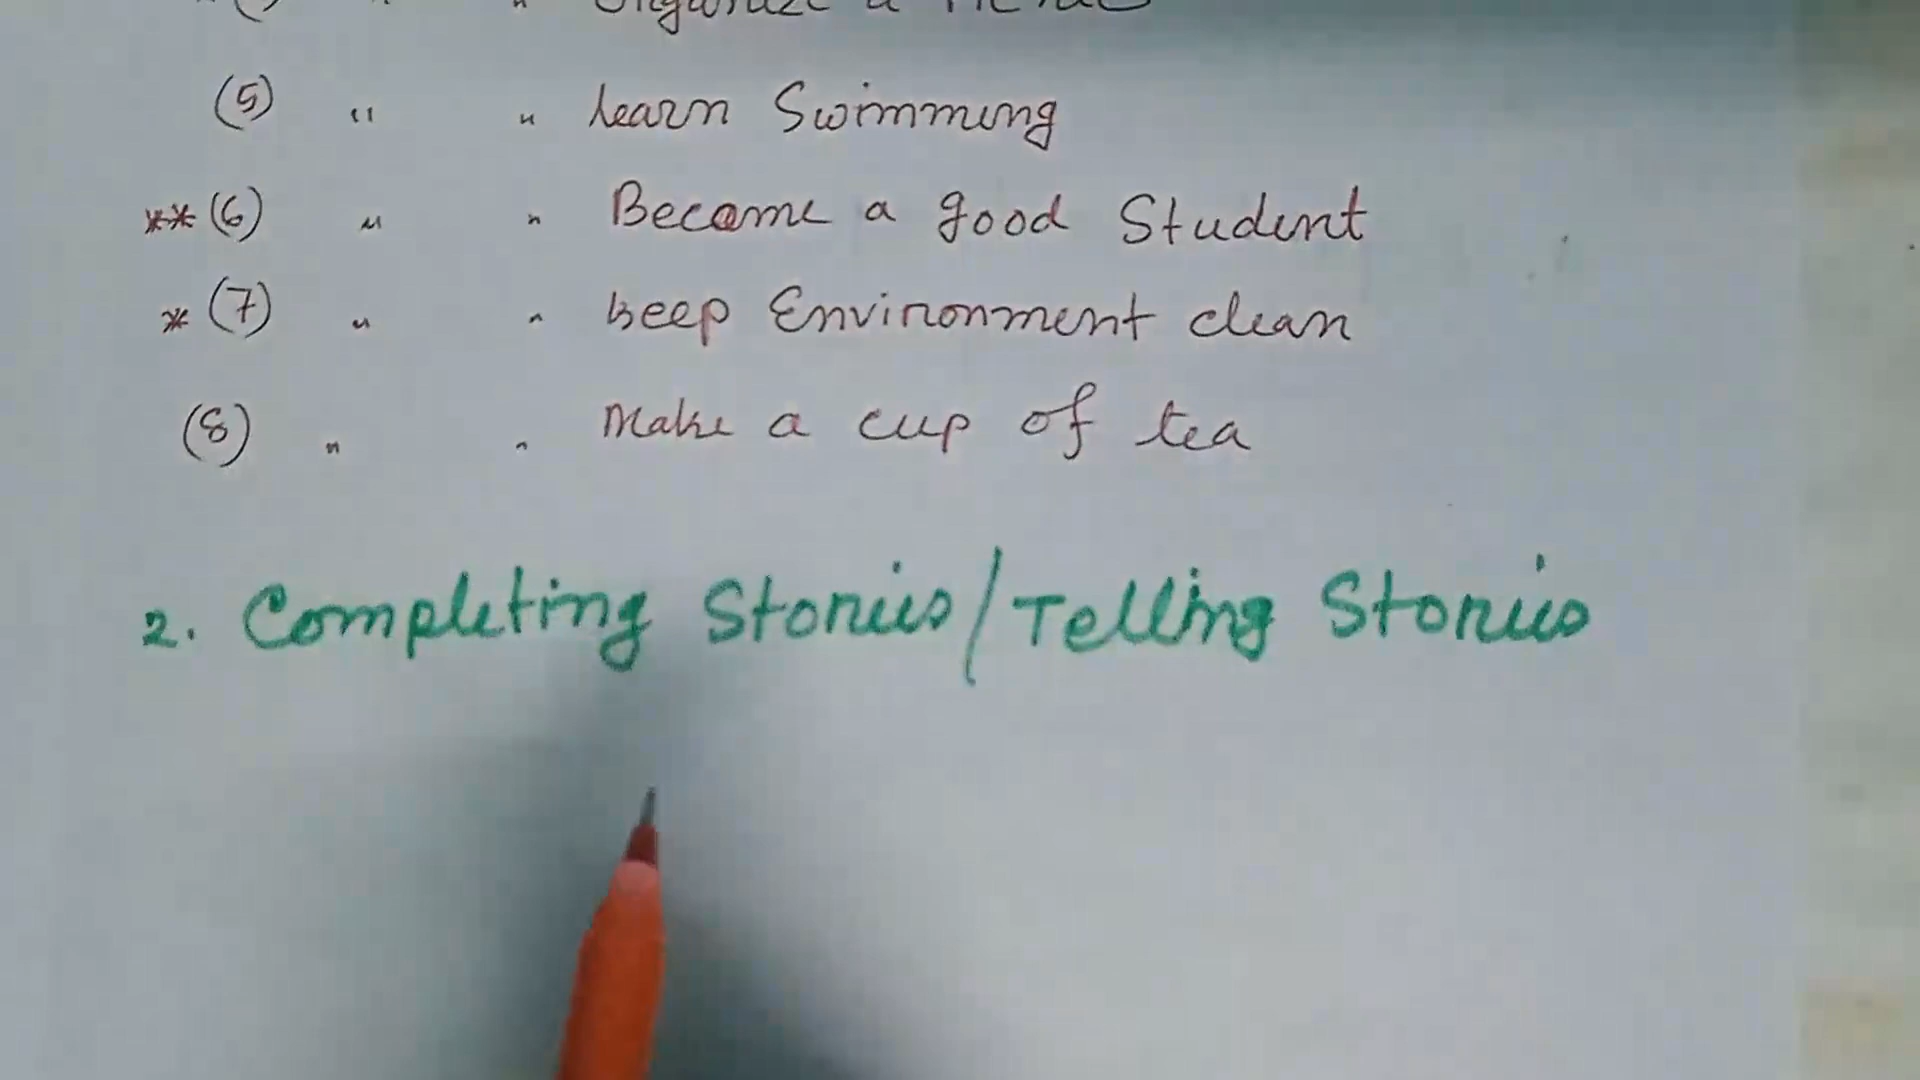 " " Organize a
(5) " " Learn Swimming
** (6) " " Become a good Student
* (7) " " keep Environment clean
(8) " " Make a cup of tea
2. Completing Stories/Telling Stories